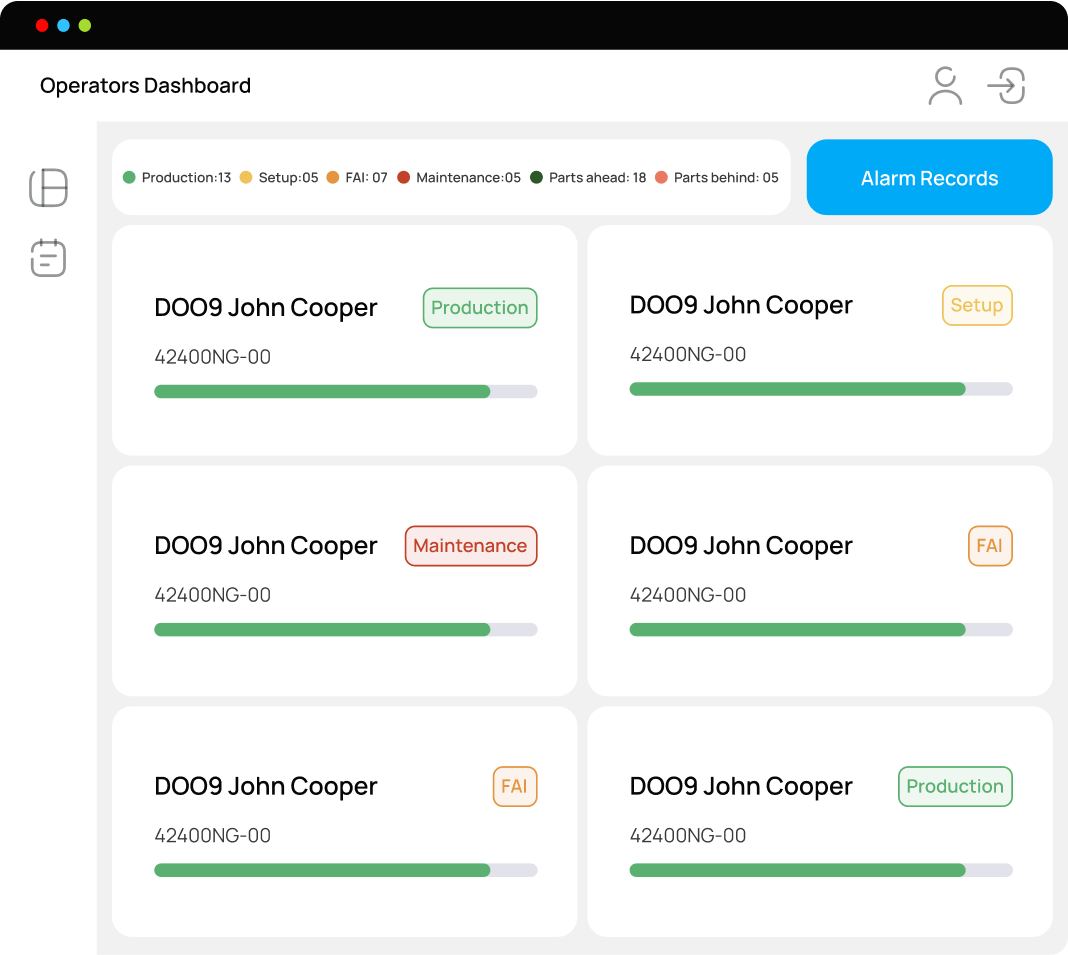 Operators Dashboard
Production:13 Setup:05 FAI: 07 Maintenance:05 Parts ahead: 18 Parts behind: 05
Alarm Records
DOO9 John Cooper Production
42400NG-00
DOO9 John Cooper Setup
42400NG-00
DOO9 John Cooper Maintenance
42400NG-00
DOO9 John Cooper FAI
42400NG-00
DOO9 John Cooper FAI
42400NG-00
DOO9 John Cooper Production
42400NG-00